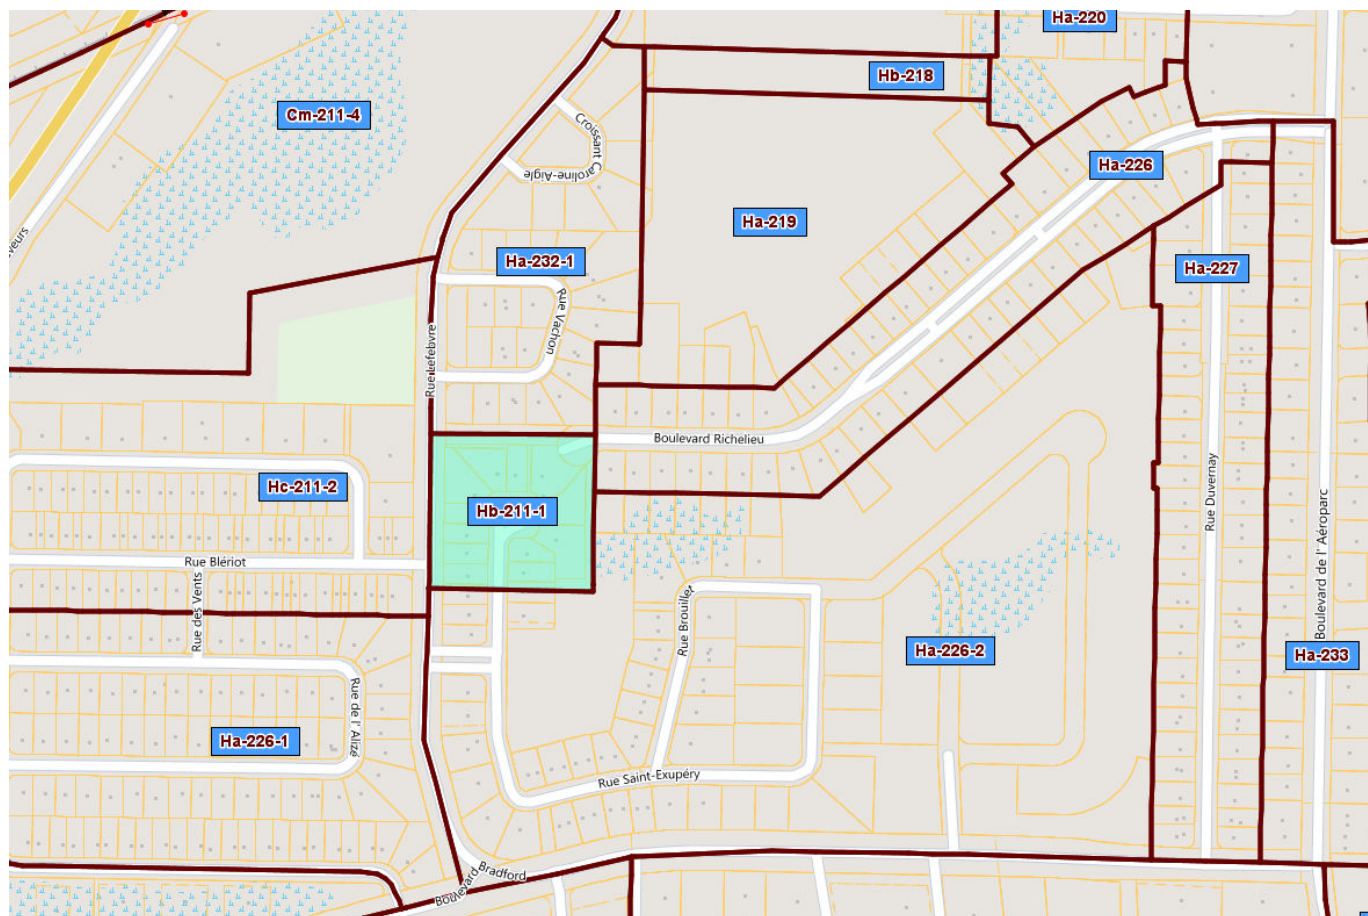 Ha-220
Hb-218
Cm-211-4
Croissant Caroline-Aigle
Ha-226
Ha-219
Ha-232-1
Ha-227
veurs
Rue Vachon
Rue Lefebvre
Boulevard Richelieu
Hc-211-2
Hb-211-1
Rue Duvernay
Boulevard de l' Aéroparc
Rue Blériot
Rue des Vents
Rue Brouillet
Ha-226-2
Ha-233
Rue de l' Alizé
Ha-226-1
Rue Saint-Exupéry
Boulevard Bradford